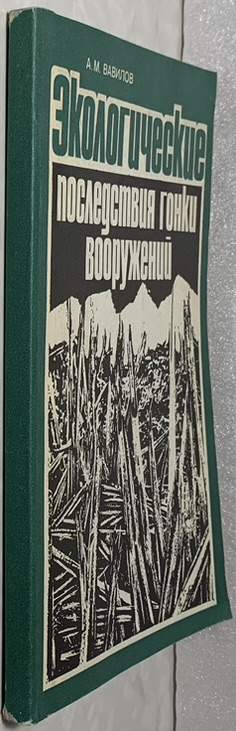 А. М. ВАВИЛОВ
Экологические
последствия гонки
вооружений